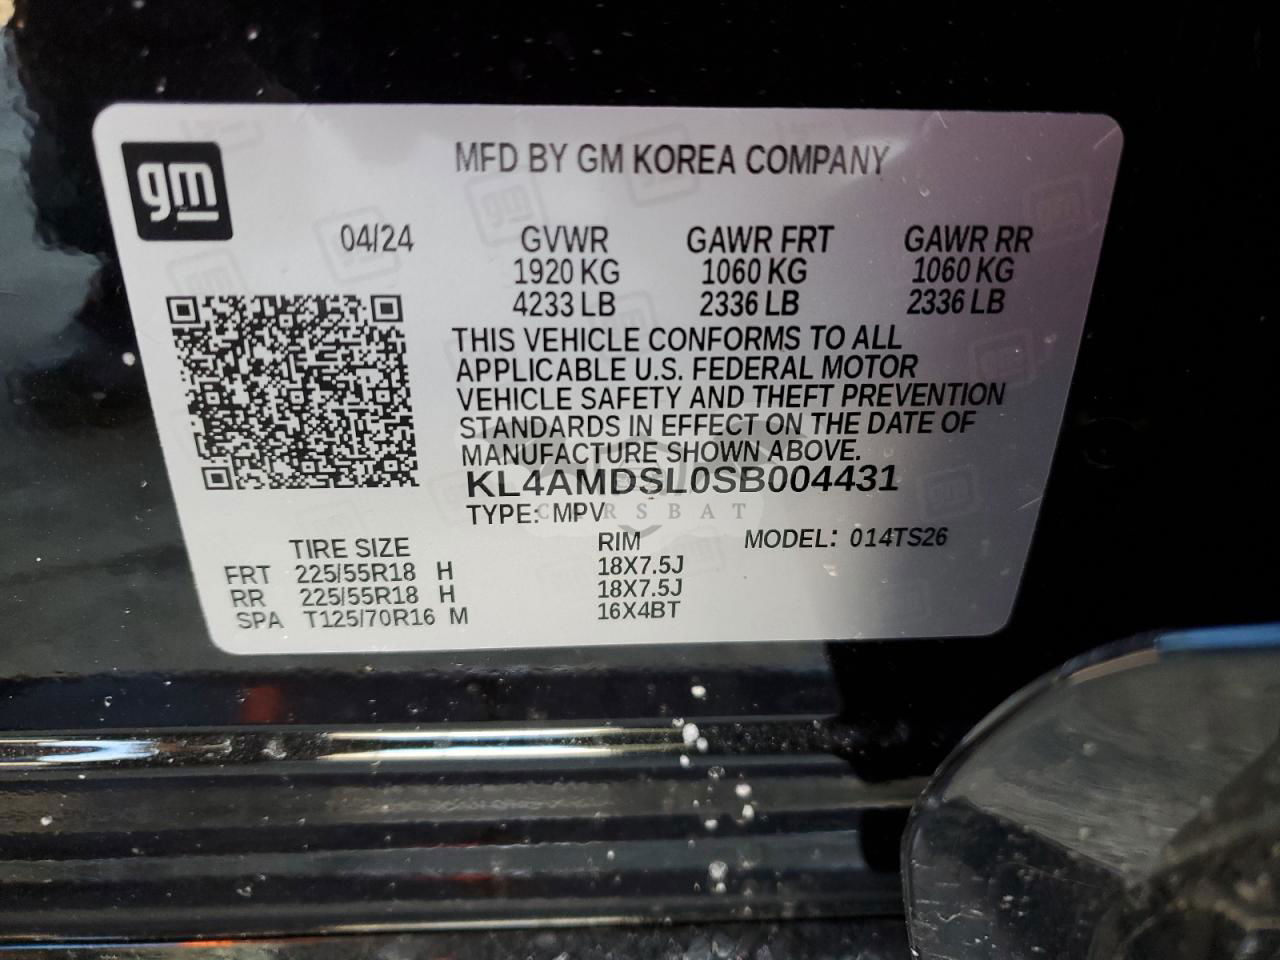 gm
MFD BY GM KOREA COMPANY
04/24 GVWR GAWR FRT GAWR RR
1920 KG 1060 KG 1060 KG
4233 LB 2336 LB 2336 LB
THIS VEHICLE CONFORMS TO ALL
APPLICABLE U.S. FEDERAL MOTOR
VEHICLE SAFETY AND THEFT PREVENTION
STANDARDS IN EFFECT ON THE DATE OF
MANUFACTURE SHOWN ABOVE.
KL4AMDSL0SB004431
CARSBAT
TYPE: MPV
TIRE SIZE RIM MODEL: 014TS26
FRT 225/55R18 H 18X7.5J
RR 225/55R18 H 18X7.5J
SPA T125/70R16 M 16X4BT